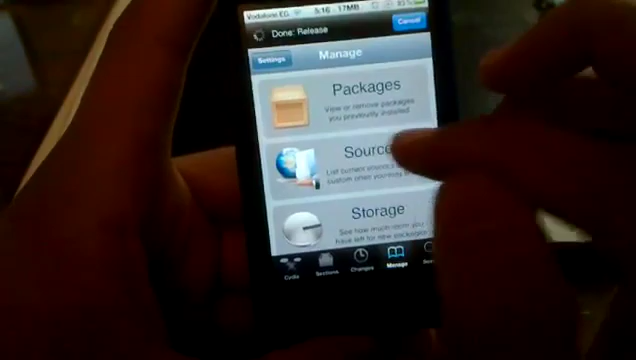 Vodafone EG 5:16 17MB 83%
Done: Release
Cancel
Settings
Manage
Packages
View or remove packages
you previously installed
Source
Storage
See how much room you
have left for new packages
Cydia
Sections
Changes
Manage